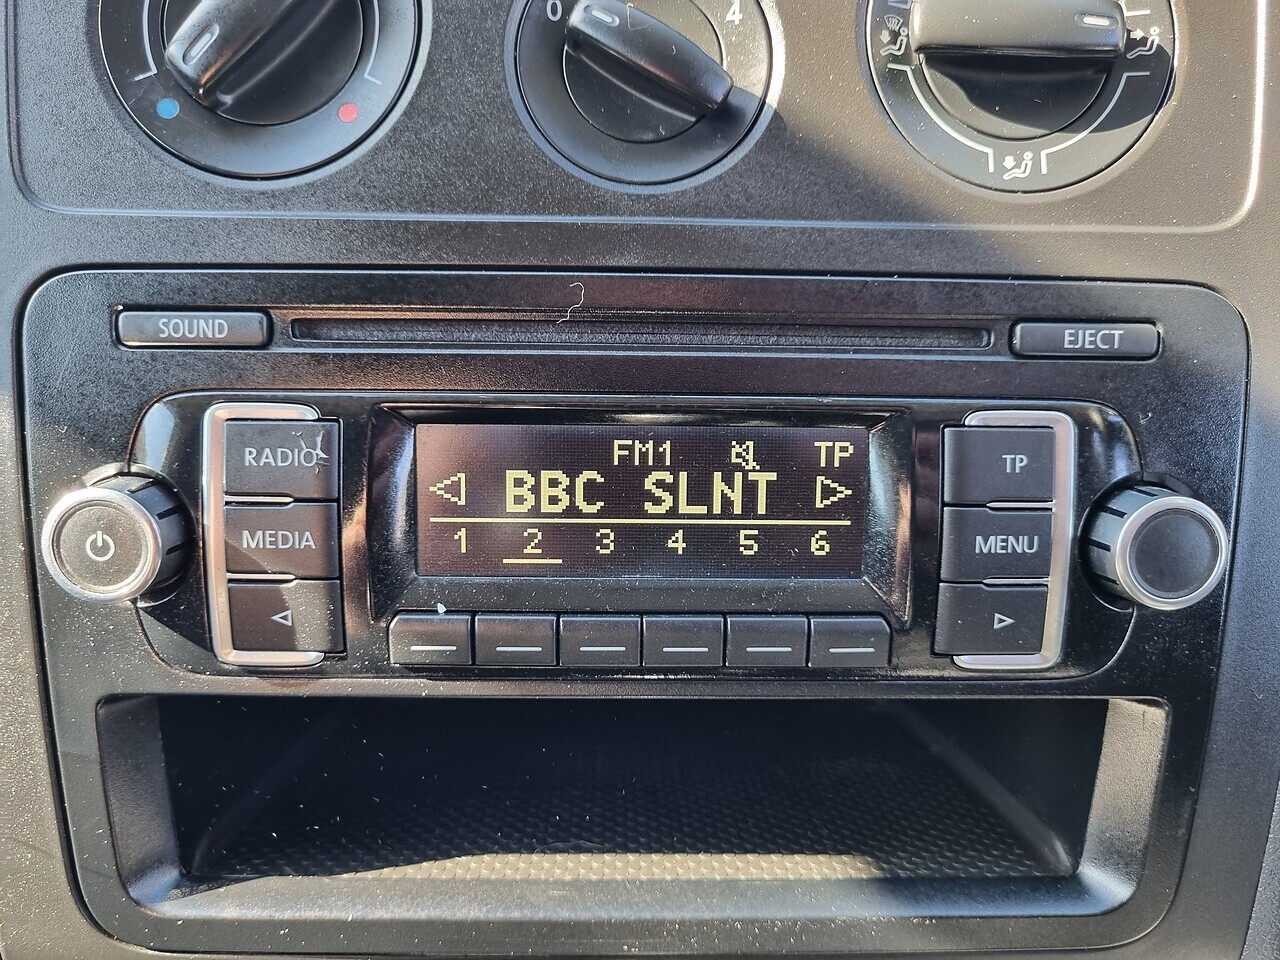 0 4
SOUND EJECT
FM1 TP
RADIO BBC SLNT TP
MEDIA 1 2 3 4 5 6 MENU